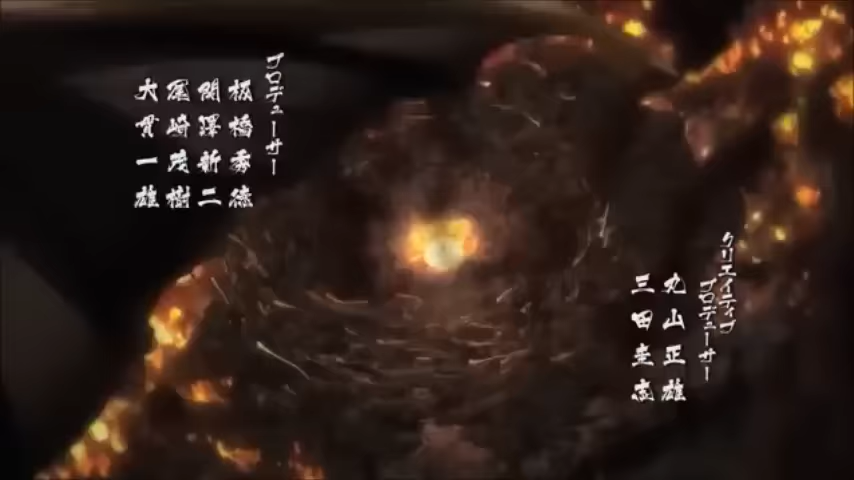 プロデューサー
板橋秀徳
関澤新二
尾崎茂樹
大貫一雄
クリエイティブ
プロデューサー
丸山正雄
三田圭志